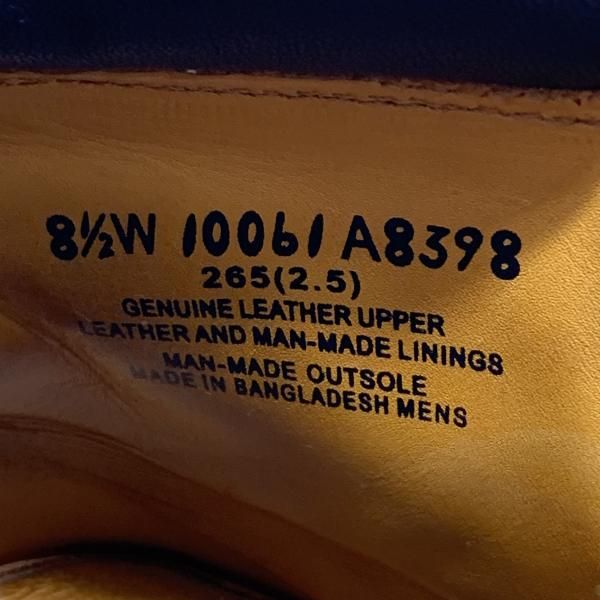 8½W 10061 A8398
265(2.5)
GENUINE LEATHER UPPER
LEATHER AND MAN-MADE LININGS
MAN-MADE OUTSOLE
MADE IN BANGLADESH MENS